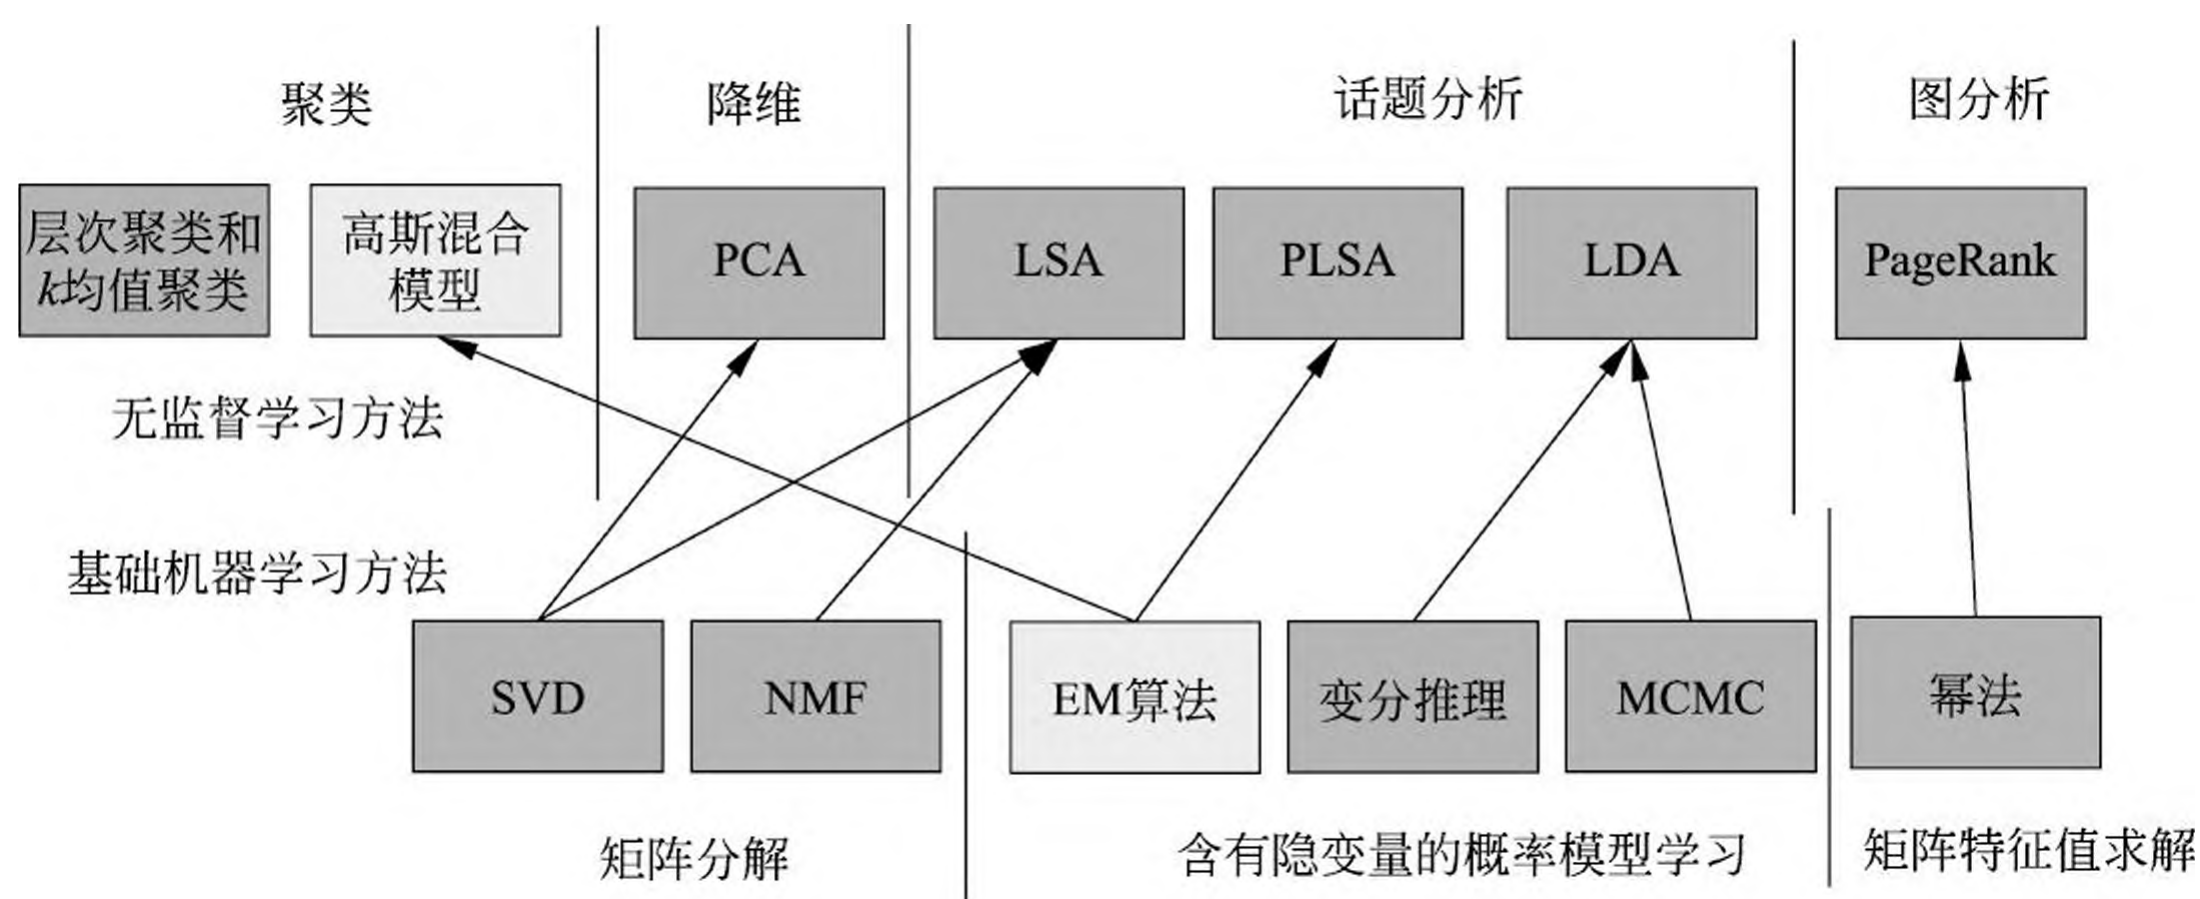 聚类
降维
话题分析
图分析
层次聚类和
k均值聚类
高斯混合
模型
PCA
LSA
PLSA
LDA
PageRank
无监督学习方法
基础机器学习方法
SVD
NMF
EM算法
变分推理
MCMC
幂法
矩阵分解
含有隐变量的概率模型学习
矩阵特征值求解